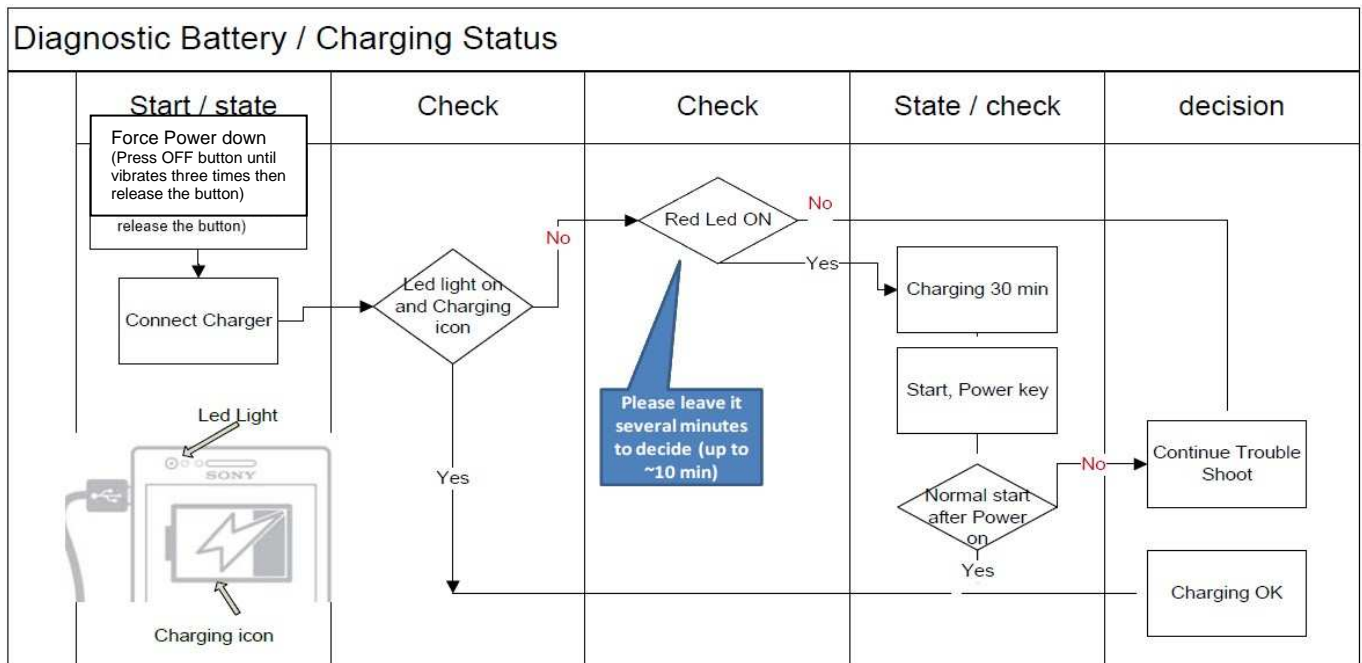 Diagnostic Battery / Charging Status
Start / state
Check
Check
State / check
decision
Force Power down
(Press OFF button until
vibrates three times then
release the button)
release the button)
Connect Charger
Led light on
and Charging
icon
No
Yes
Red Led ON
No
Yes
Please leave it
several minutes
to decide (up to
~10 min)
Charging 30 min
Start, Power key
Normal start
after Power
on
No
Yes
Continue Trouble
Shoot
Charging OK
Led Light
SONY
Charging icon